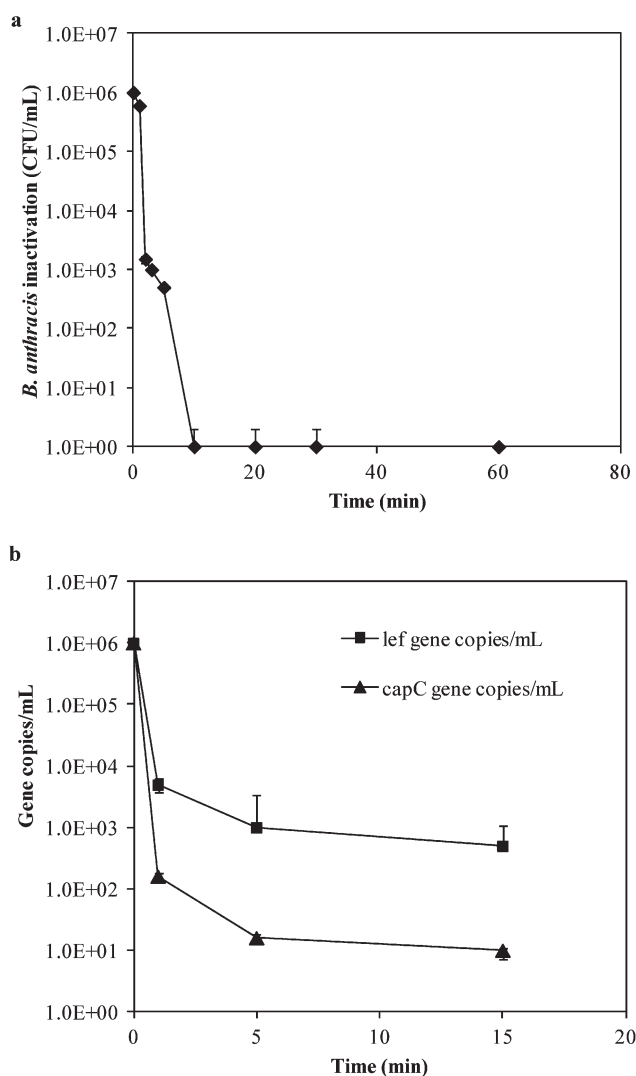 a
1.0E+07
1.0E+06
1.0E+05
1.0E+04
1.0E+03
1.0E+02
1.0E+01
1.0E+00
B. anthracis inactivation (CFU/mL)
0 20 40 60 80
Time (min)
b
1.0E+07
1.0E+06
1.0E+05
1.0E+04
1.0E+03
1.0E+02
1.0E+01
1.0E+00
Gene copies/mL
lef gene copies/mL
capC gene copies/mL
0 5 10 15 20
Time (min)